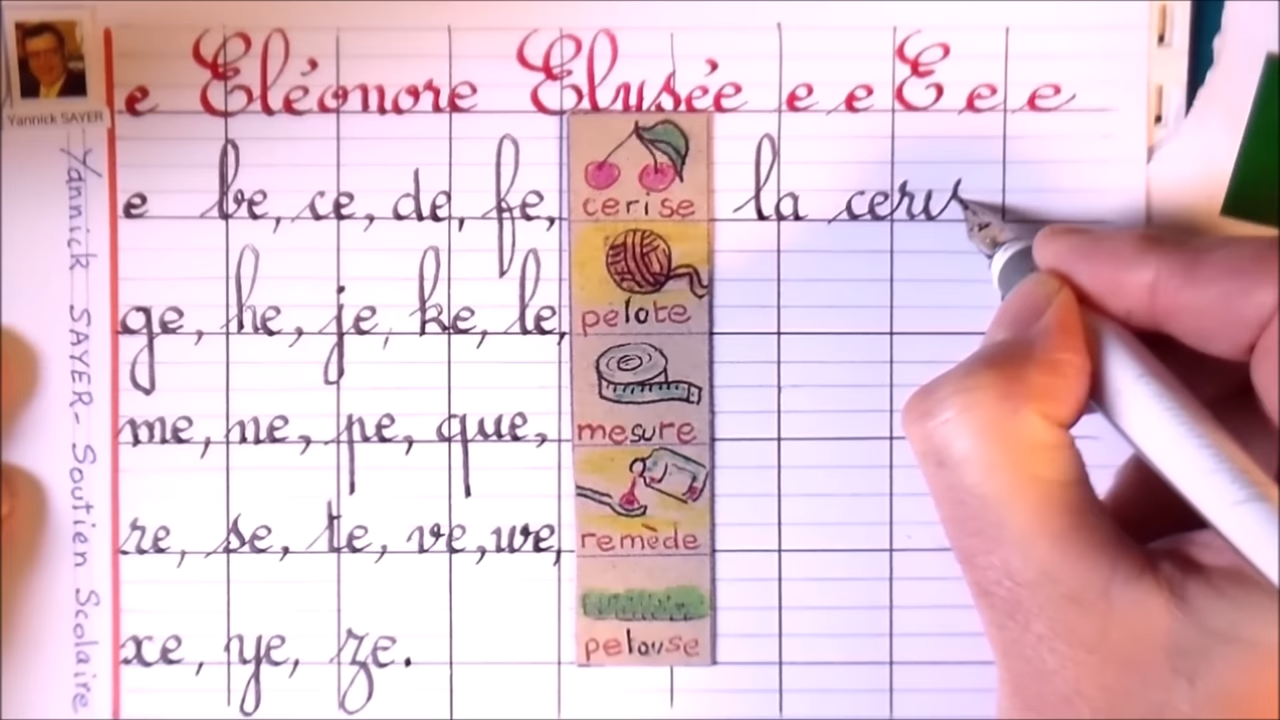 Yannick SAYER
Yannick SAYER - Soutien Scolaire
e Eléonore Elusée e e E e e
e be, ce, de, fe,
ge, he, je, ke, le,
me, ne, pe, que,
re, se, te, ve, we,
xe, ye, ze.
cerise
pelote
mesure
remède
pelouse
la ceri